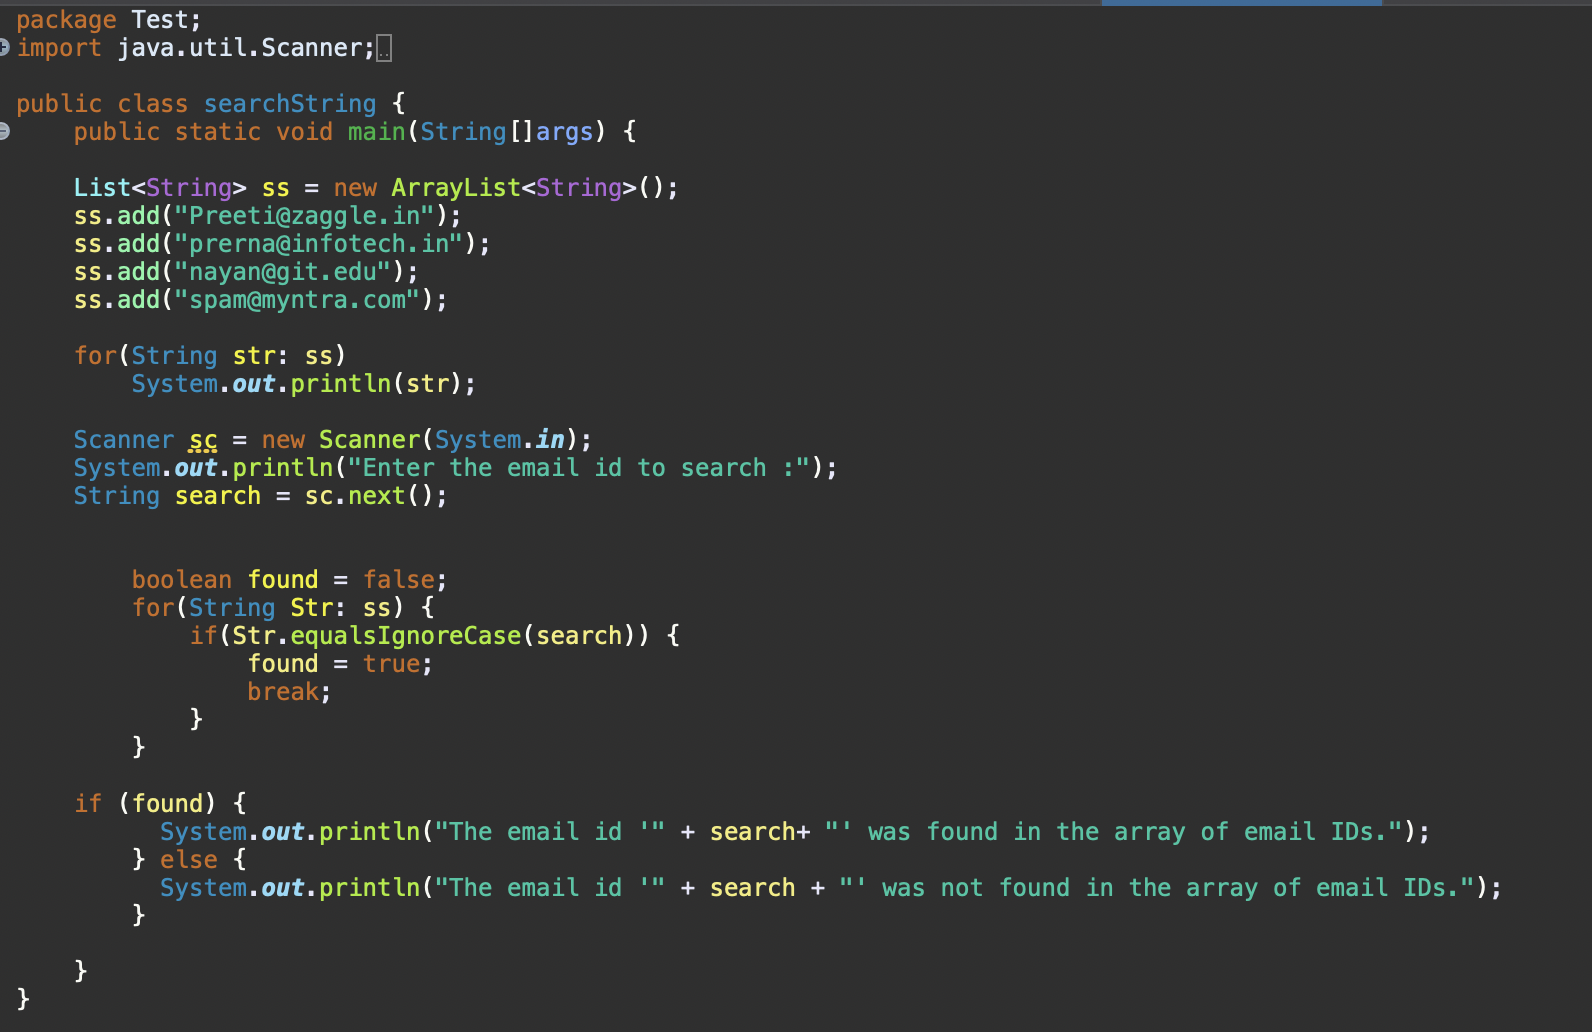 package Test;
import java.util.Scanner;..
public class searchString {
public static void main(String[]args) {
List<String> ss = new ArrayList<String>();
ss.add("Preeti@zaggle.in");
ss.add("prerna@infotech.in");
ss.add("nayan@git.edu");
ss.add("spam@myntra.com");
for(String str: ss)
System.out.println(str);
Scanner sc = new Scanner(System.in);
System.out.println("Enter the email id to search :");
String search = sc.next();
boolean found = false;
for(String Str: ss) {
if(Str.equalsIgnoreCase(search)) {
found = true;
break;
}
}
if (found) {
System.out.println("The email id '" + search+ "' was found in the array of email IDs.");
} else {
System.out.println("The email id '" + search + "' was not found in the array of email IDs.");
}
}
}